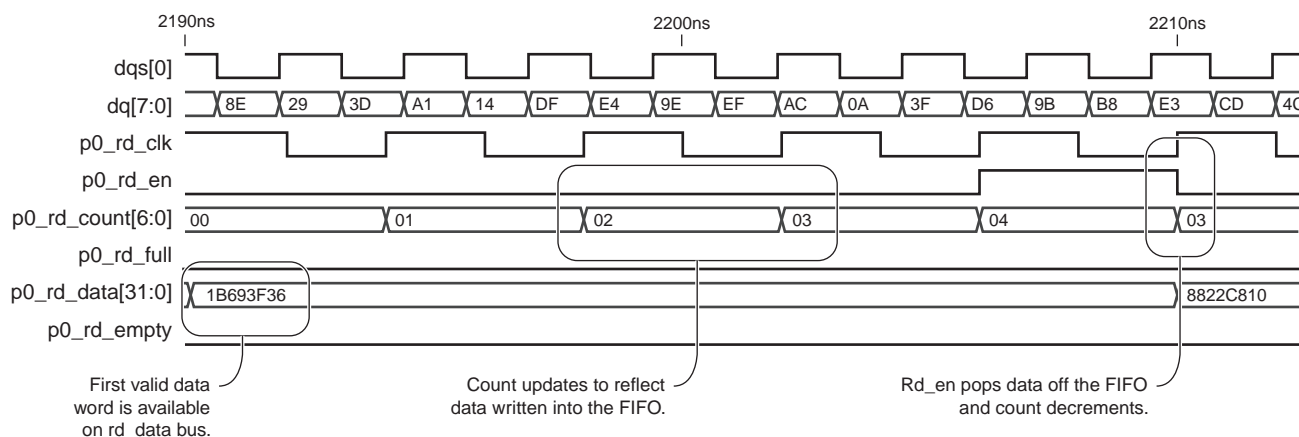 2190ns 2200ns 2210ns
dqs[0]
dq[7:0] 8E 29 3D A1 14 DF E4 9E EF AC 0A 3F D6 9B B8 E3 CD 4C
p0_rd_clk
p0_rd_en
p0_rd_count[6:0] 00 01 02 03 04 03
p0_rd_full
p0_rd_data[31:0] 1B693F36 8822C810
p0_rd_empty
First valid data
word is available
on rd_data bus.
Count updates to reflect
data written into the FIFO.
Rd_en pops data off the FIFO
and count decrements.